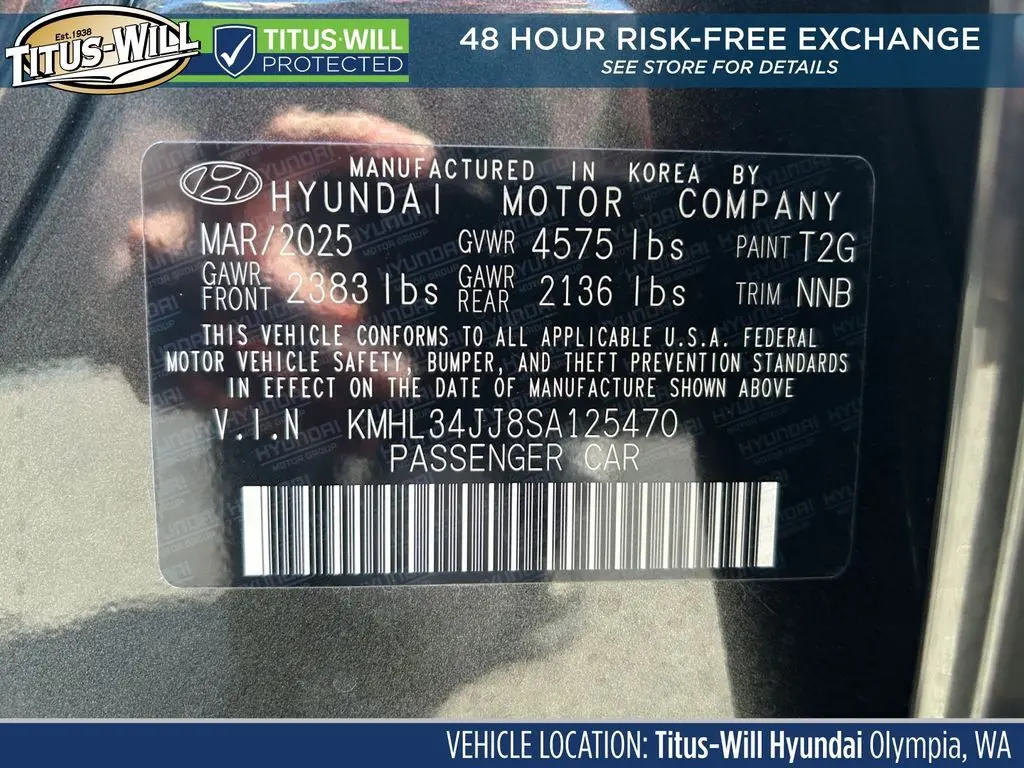 Est. 1938
TITUS-WILL
TITUS-WILL
PROTECTED
48 HOUR RISK-FREE EXCHANGE
SEE STORE FOR DETAILS
MANUFACTURED IN KOREA BY
HYUNDAI MOTOR COMPANY
MAR/2025 GVWR 4575 lbs PAINT T2G
GAWR FRONT 2383 lbs GAWR REAR 2136 lbs TRIM NNB
THIS VEHICLE CONFORMS TO ALL APPLICABLE U.S.A. FEDERAL
MOTOR VEHICLE SAFETY, BUMPER, AND THEFT PREVENTION STANDARDS
IN EFFECT ON THE DATE OF MANUFACTURE SHOWN ABOVE
V.I.N KMHL34JJ8SA125470
PASSENGER CAR
VEHICLE LOCATION: Titus-Will Hyundai Olympia, WA